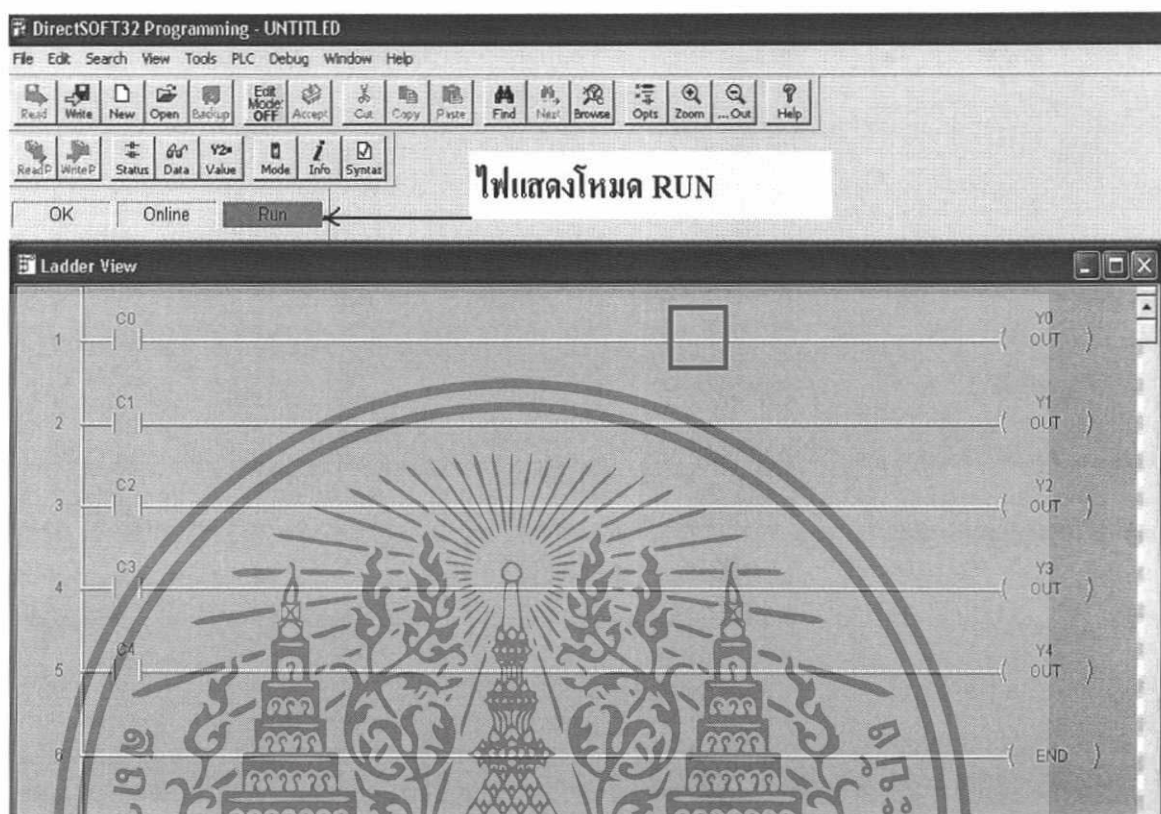 DirectSOFT32 Programming - UNTITLED
File Edit Search View Tools PLC Debug Window Help
Read Write New Open Backup Edit Mode: OFF Accept Cut Copy Paste Find Next Browse Opts Zoom ...Out Help
ReadP WriteP Status Data Value Mode Info Syntax
OK Online Run
ไฟแสดงโหมด RUN
Ladder View
C0 Y0
1 OUT
C1 Y1
2 OUT
C2 Y2
3 OUT
C3 Y3
4 OUT
C4 Y4
5 OUT
6 END